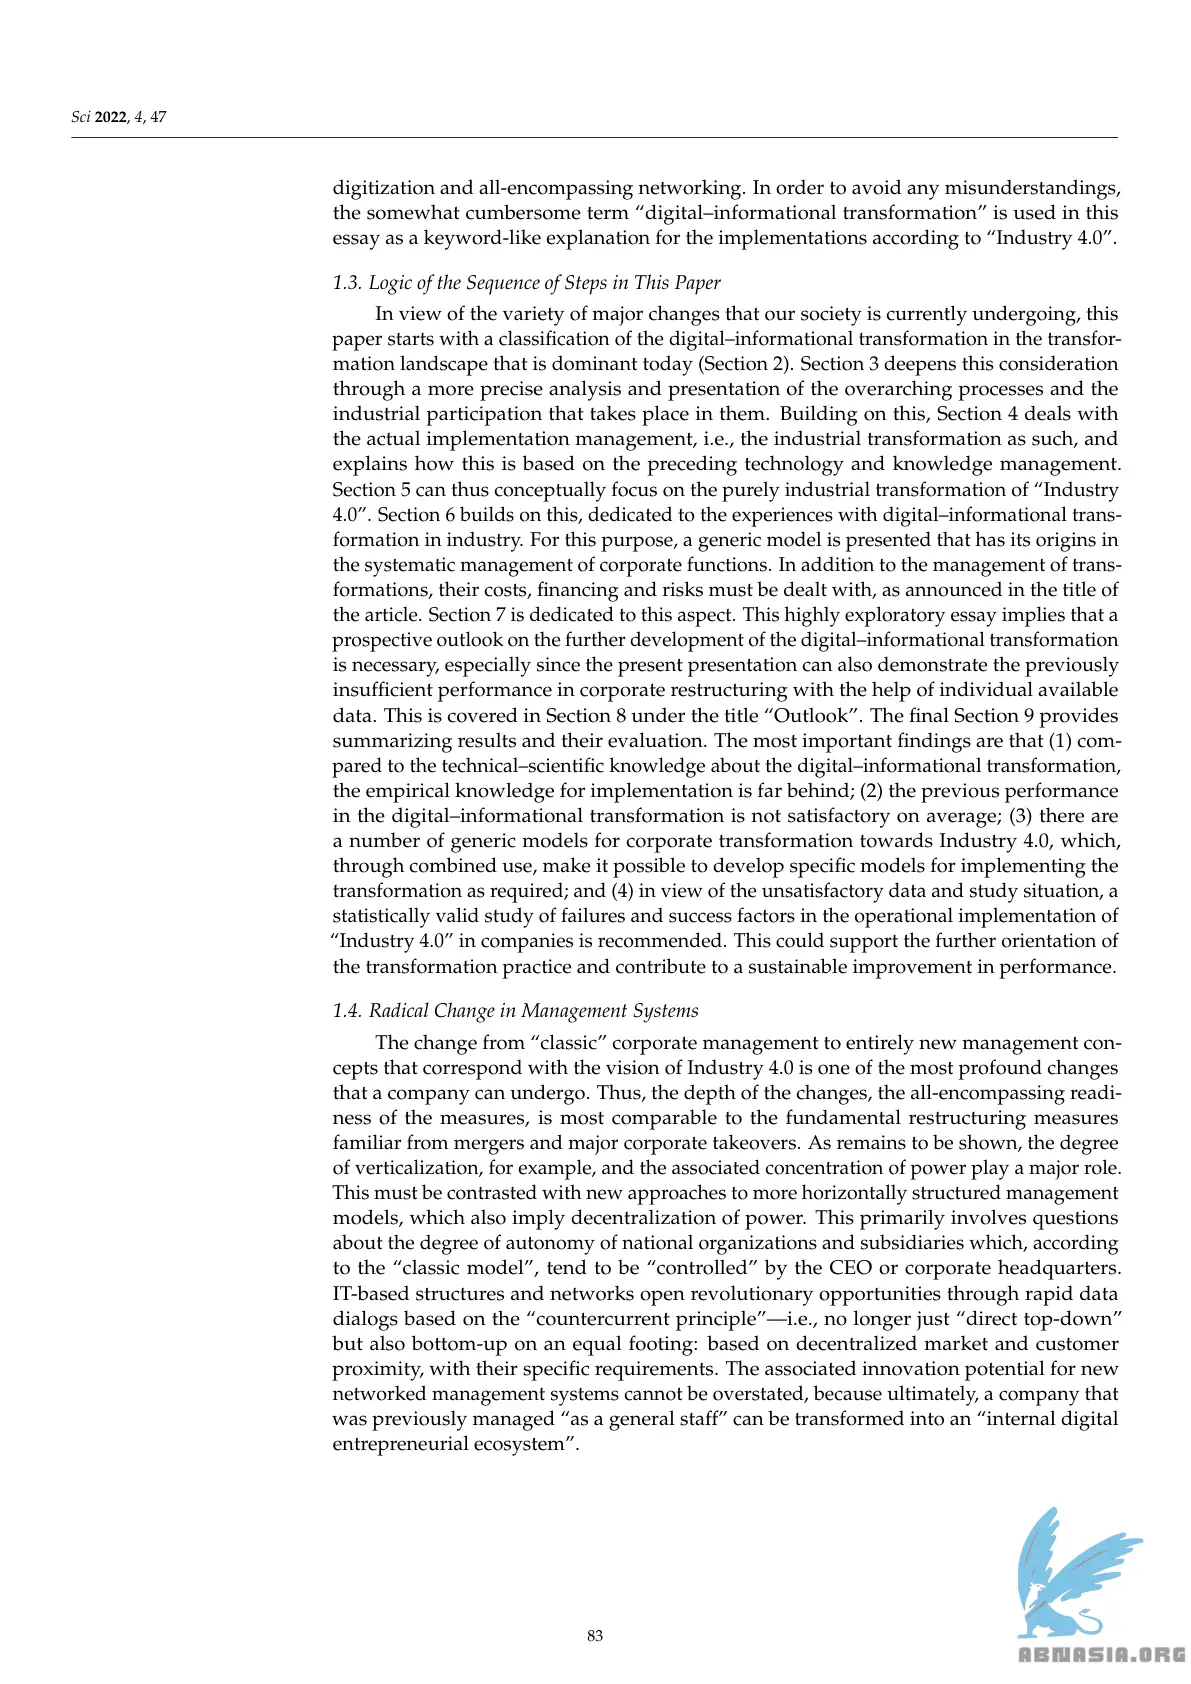 Sci 2022, 4, 47
digitization and all-encompassing networking. In order to avoid any misunderstandings,
the somewhat cumbersome term “digital–informational transformation” is used in this
essay as a keyword-like explanation for the implementations according to “Industry 4.0”.
1.3. Logic of the Sequence of Steps in This Paper
In view of the variety of major changes that our society is currently undergoing, this
paper starts with a classification of the digital–informational transformation in the transfor-
mation landscape that is dominant today (Section 2). Section 3 deepens this consideration
through a more precise analysis and presentation of the overarching processes and the
industrial participation that takes place in them. Building on this, Section 4 deals with
the actual implementation management, i.e., the industrial transformation as such, and
explains how this is based on the preceding technology and knowledge management.
Section 5 can thus conceptually focus on the purely industrial transformation of “Industry
4.0”. Section 6 builds on this, dedicated to the experiences with digital–informational trans-
formation in industry. For this purpose, a generic model is presented that has its origins in
the systematic management of corporate functions. In addition to the management of trans-
formations, their costs, financing and risks must be dealt with, as announced in the title of
the article. Section 7 is dedicated to this aspect. This highly exploratory essay implies that a
prospective outlook on the further development of the digital–informational transformation
is necessary, especially since the present presentation can also demonstrate the previously
insufficient performance in corporate restructuring with the help of individual available
data. This is covered in Section 8 under the title “Outlook”. The final Section 9 provides
summarizing results and their evaluation. The most important findings are that (1) com-
pared to the technical–scientific knowledge about the digital–informational transformation,
the empirical knowledge for implementation is far behind; (2) the previous performance
in the digital–informational transformation is not satisfactory on average; (3) there are
a number of generic models for corporate transformation towards Industry 4.0, which,
through combined use, make it possible to develop specific models for implementing the
transformation as required; and (4) in view of the unsatisfactory data and study situation, a
statistically valid study of failures and success factors in the operational implementation of
“Industry 4.0” in companies is recommended. This could support the further orientation of
the transformation practice and contribute to a sustainable improvement in performance.
1.4. Radical Change in Management Systems
The change from “classic” corporate management to entirely new management con-
cepts that correspond with the vision of Industry 4.0 is one of the most profound changes
that a company can undergo. Thus, the depth of the changes, the all-encompassing readi-
ness of the measures, is most comparable to the fundamental restructuring measures
familiar from mergers and major corporate takeovers. As remains to be shown, the degree
of verticalization, for example, and the associated concentration of power play a major role.
This must be contrasted with new approaches to more horizontally structured management
models, which also imply decentralization of power. This primarily involves questions
about the degree of autonomy of national organizations and subsidiaries which, according
to the “classic model”, tend to be “controlled” by the CEO or corporate headquarters.
IT-based structures and networks open revolutionary opportunities through rapid data
dialogs based on the “countercurrent principle”—i.e., no longer just “direct top-down”
but also bottom-up on an equal footing: based on decentralized market and customer
proximity, with their specific requirements. The associated innovation potential for new
networked management systems cannot be overstated, because ultimately, a company that
was previously managed “as a general staff” can be transformed into an “internal digital
entrepreneurial ecosystem”.
83
ABNASIA.ORG